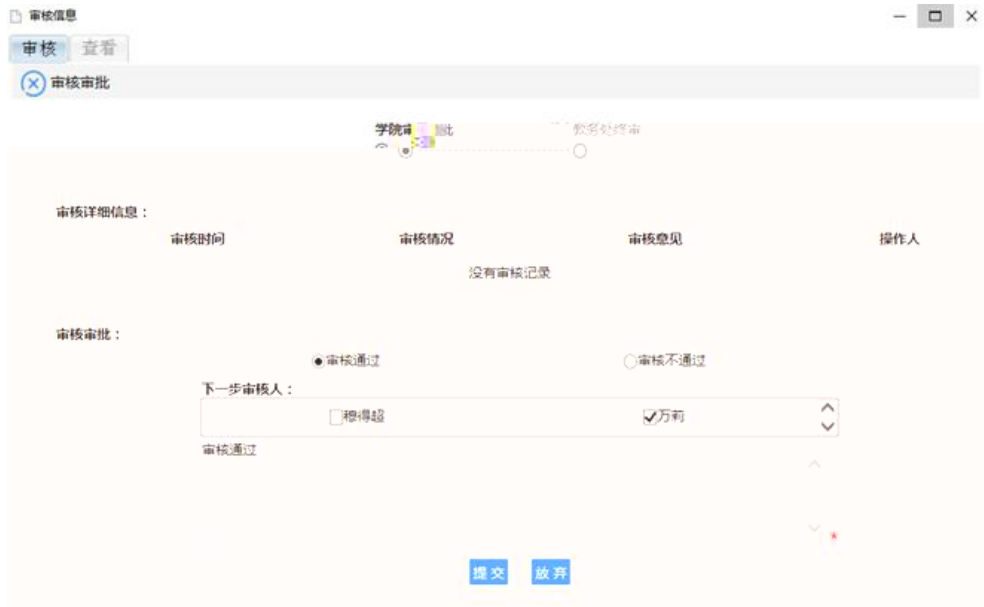 审核信息
审核 查看
审核审批
学院审 批 教务处终审
审核详细信息：
审核时间 审核情况 审核意见 操作人
没有审核记录
审核审批：
审核通过 审核不通过
下一步审核人：
穆得超 万莉
审核通过
*
提交 放弃